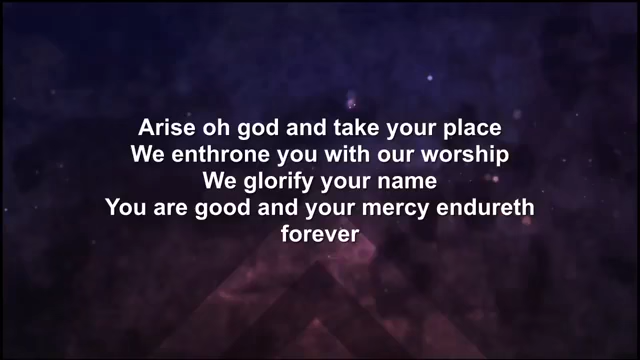 Arise oh god and take your place
We enthrone you with our worship
We glorify your name
You are good and your mercy endureth
forever